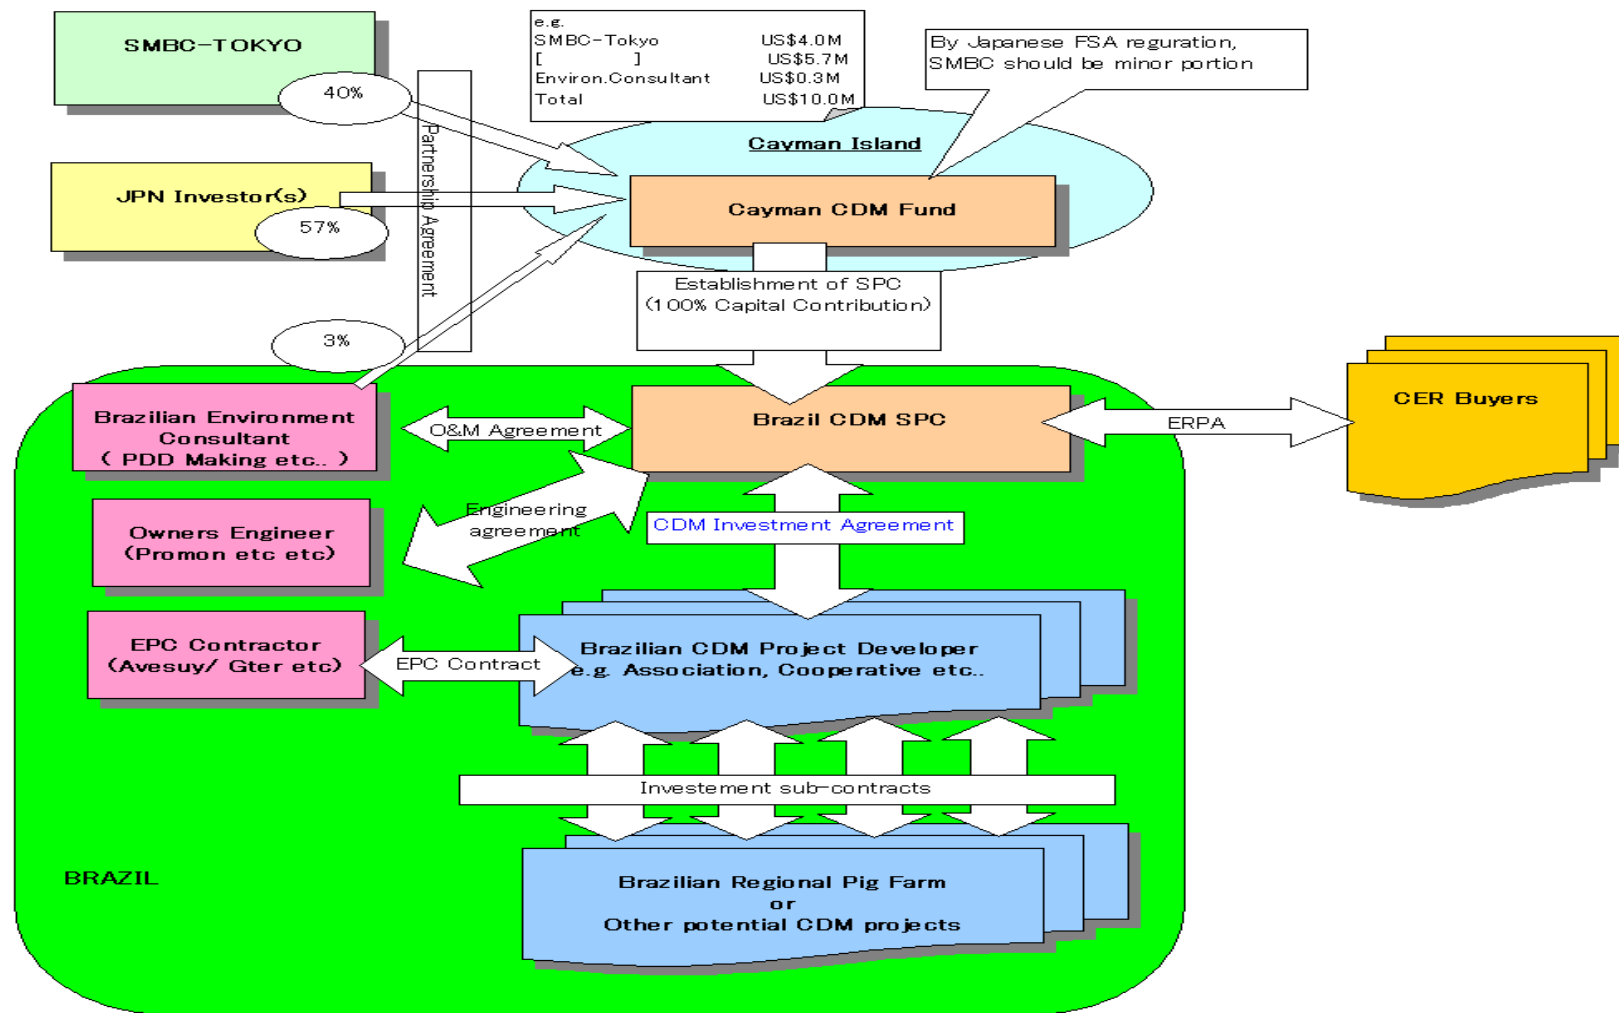 SMBC-TOKYO
40%
e.g.
SMBC-Tokyo US$4.0M
[ ] US$5.7M
Environ.Consultant US$0.3M
Total US$10.0M
By Japanese FSA reguration,
SMBC should be minor portion
Partnership Agreement
Cayman Island
JPN Investor(s)
57%
Cayman CDM Fund
Establishment of SPC
(100% Capital Contribution)
3%
Brazilian Environment
Consultant
( PDD Making etc.. )
O&M Agreement
Brazil CDM SPC
ERPA
CER Buyers
Owners Engineer
(Promon etc etc)
Engineering
agreement
CDM Investment Agreement
EPC Contractor
(Avesuy/ Gter etc)
EPC Contract
Brazilian CDM Project Developer
e.g. Association, Cooperative etc..
Investement sub-contracts
BRAZIL
Brazilian Regional Pig Farm
or
Other potential CDM projects